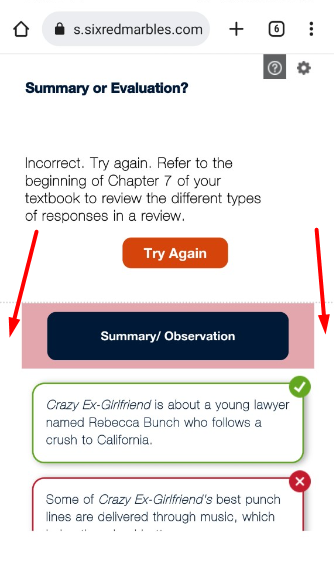 s.sixredmarbles.com
6
?
Summary or Evaluation?
Incorrect. Try again. Refer to the
beginning of Chapter 7 of your
textbook to review the different types
of responses in a review.
Try Again
Summary/ Observation
Crazy Ex-Girlfriend is about a young lawyer
named Rebecca Bunch who follows a
crush to California.
Some of Crazy Ex-Girlfriend's best punch
lines are delivered through music, which